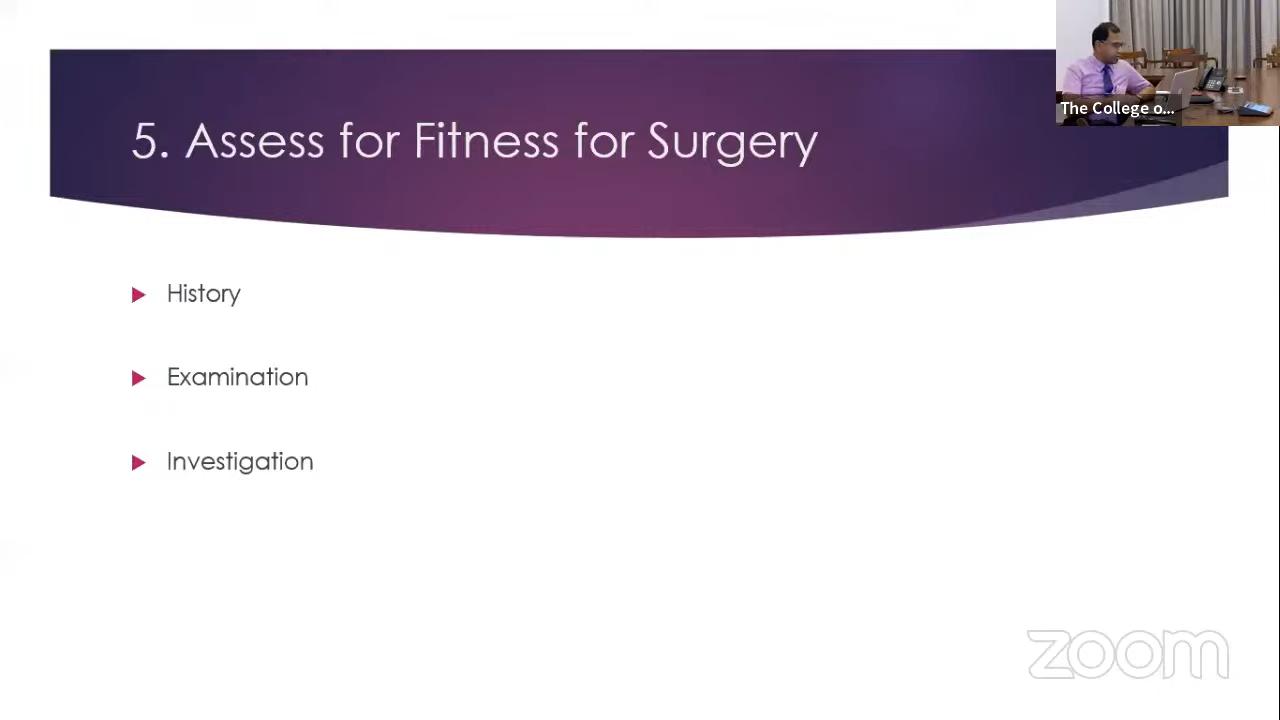 The College o...
5. Assess for Fitness for Surgery
History
Examination
Investigation
zoom